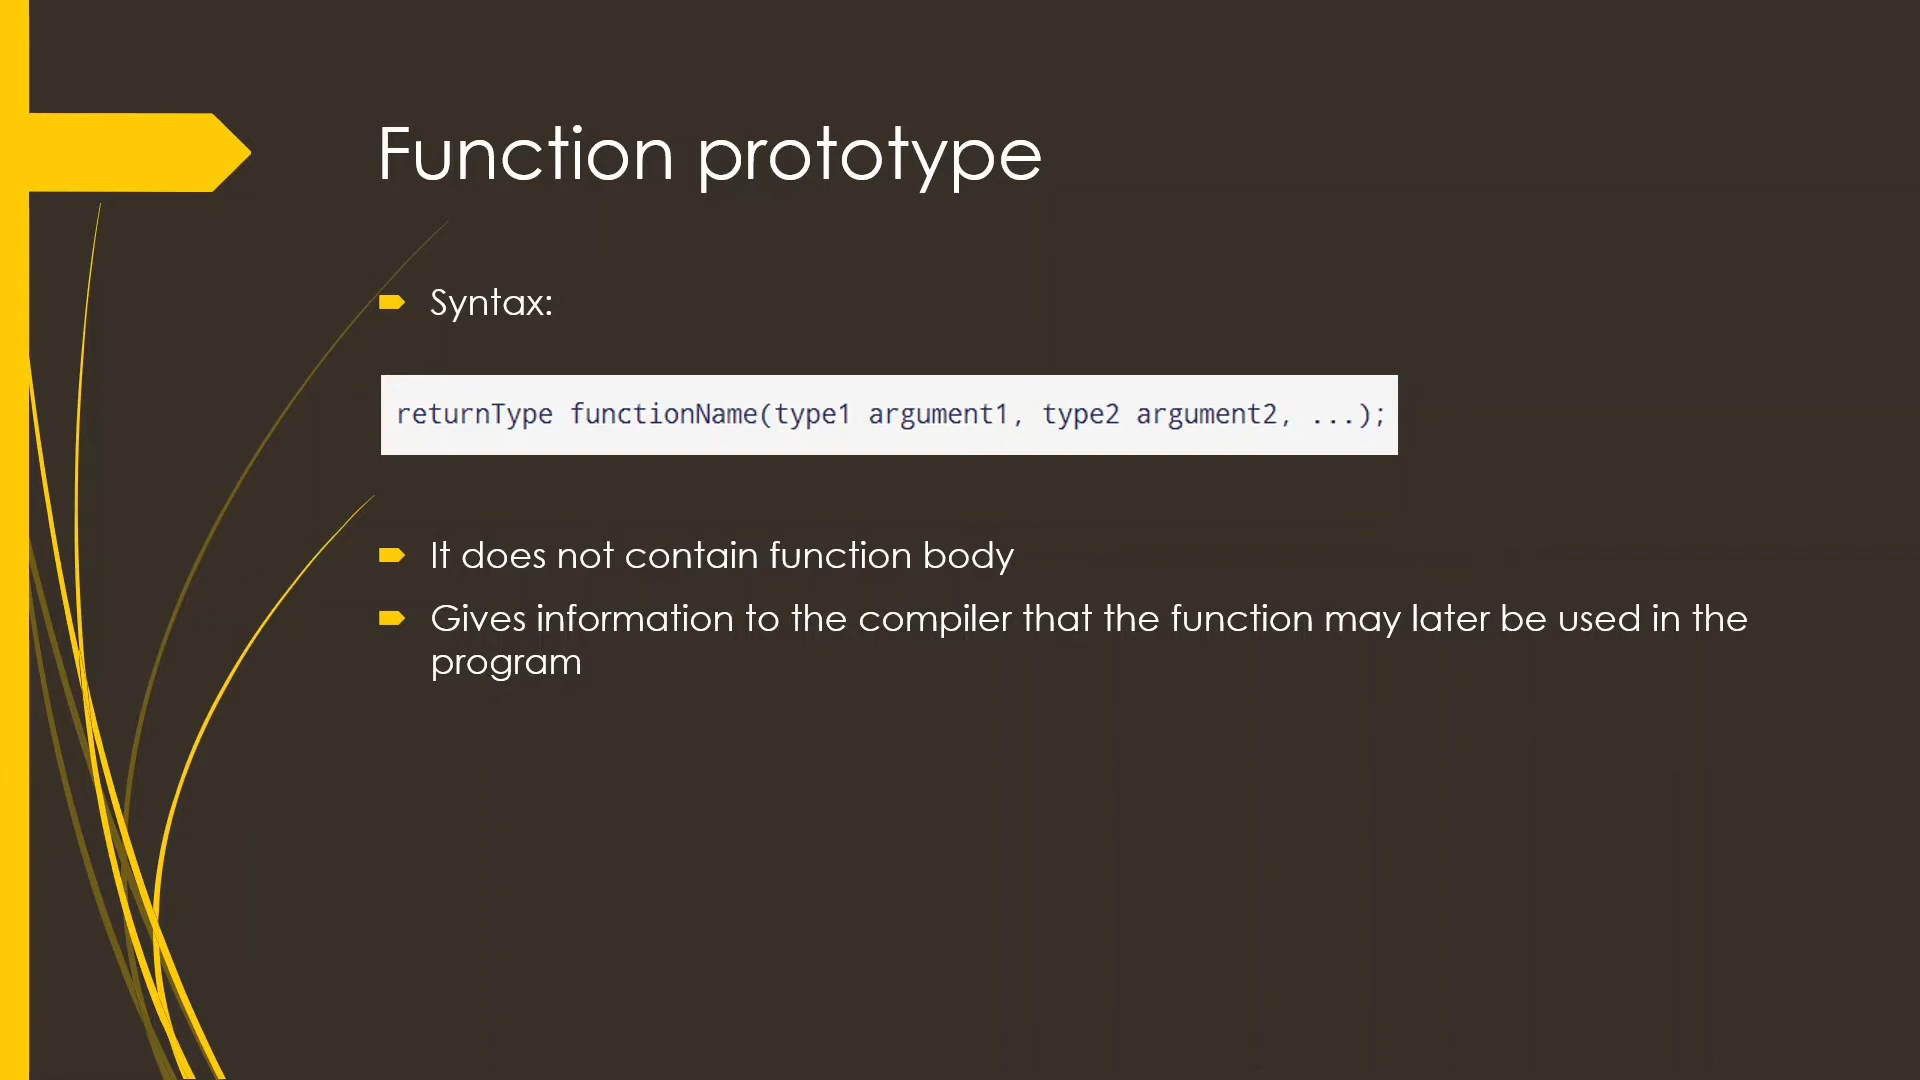 Function prototype
Syntax:
returnType functionName(type1 argument1, type2 argument2, ...);
It does not contain function body
Gives information to the compiler that the function may later be used in the
program